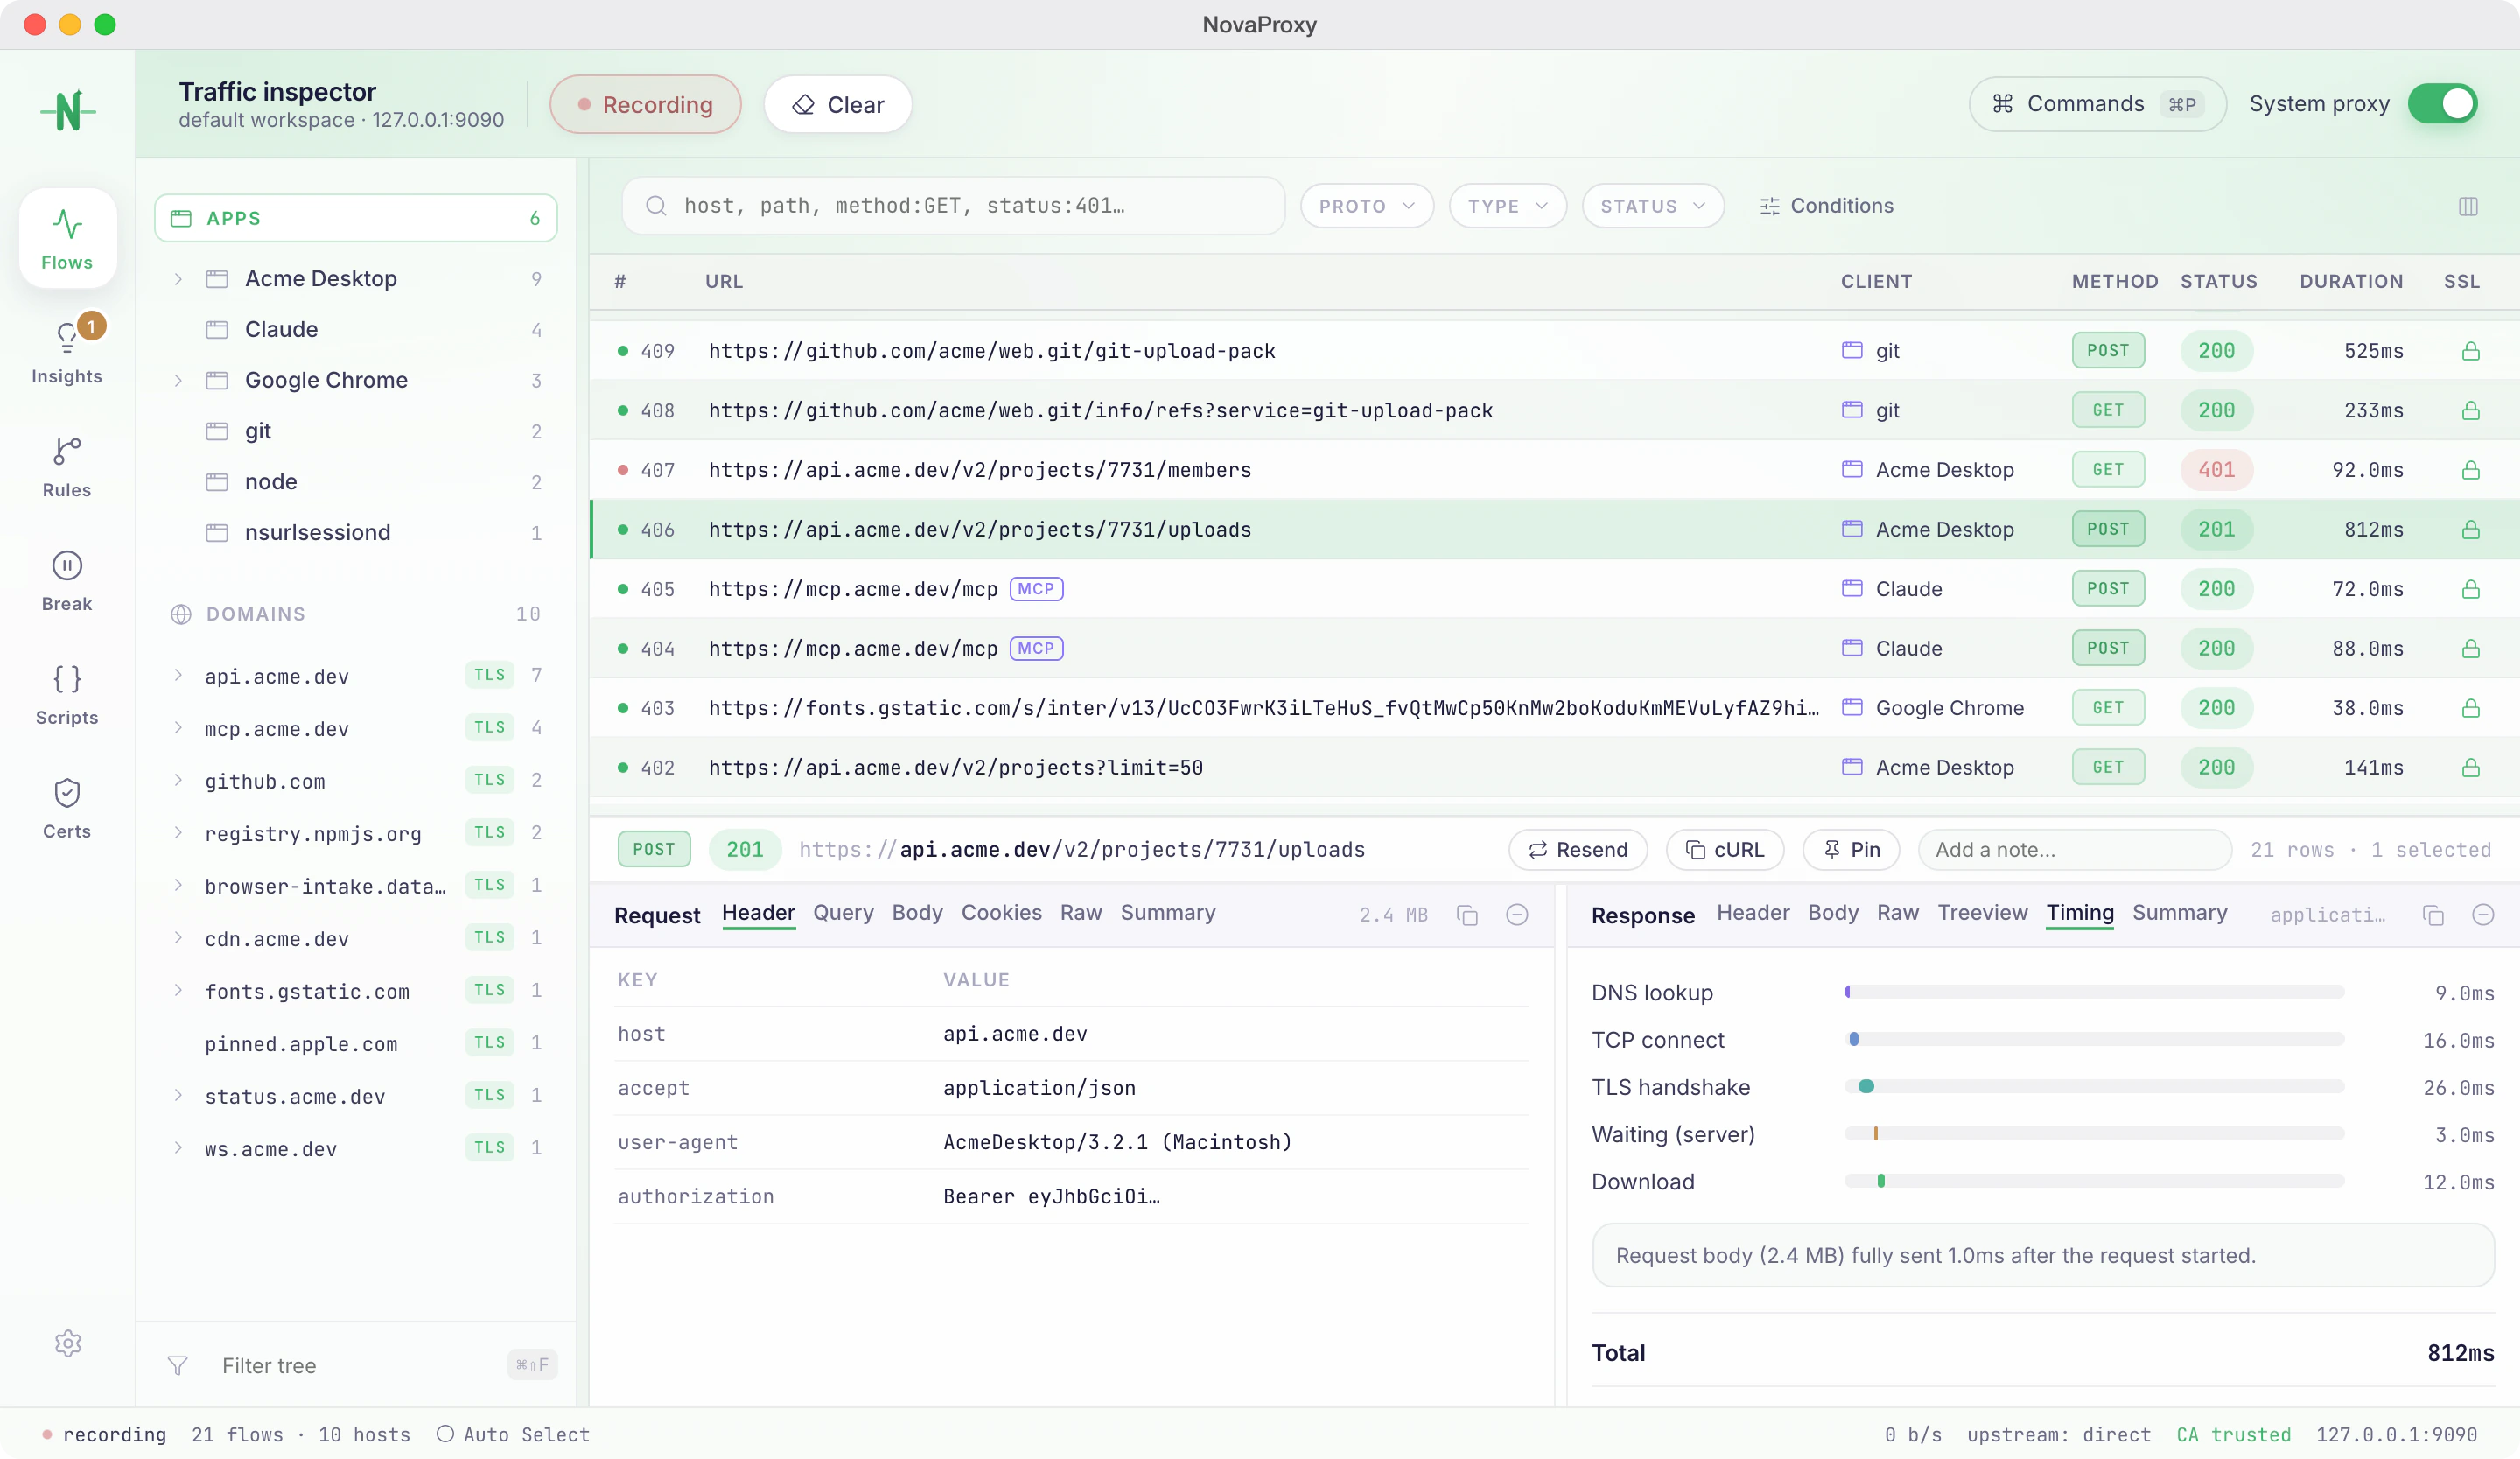 NovaProxy
Traffic inspector
default workspace · 127.0.0.1:9090
Recording
Clear
Commands ⌘P
System proxy
Flows
1
Insights
Rules
Break
Scripts
Certs
APPS 6
Acme Desktop 9
Claude 4
Google Chrome 3
git 2
node 2
nsurlsessiond 1
DOMAINS 10
api.acme.dev TLS 7
mcp.acme.dev TLS 4
github.com TLS 2
registry.npmjs.org TLS 2
browser-intake.data… TLS 1
cdn.acme.dev TLS 1
fonts.gstatic.com TLS 1
pinned.apple.com TLS 1
status.acme.dev TLS 1
ws.acme.dev TLS 1
Filter tree ⌘⇧F
host, path, method:GET, status:401…
PROTO TYPE STATUS Conditions
# URL CLIENT METHOD STATUS DURATION SSL
409 https://github.com/acme/web.git/git-upload-pack git POST 200 525ms
408 https://github.com/acme/web.git/info/refs?service=git-upload-pack git GET 200 233ms
407 https://api.acme.dev/v2/projects/7731/members Acme Desktop GET 401 92.0ms
406 https://api.acme.dev/v2/projects/7731/uploads Acme Desktop POST 201 812ms
405 https://mcp.acme.dev/mcp MCP Claude POST 200 72.0ms
404 https://mcp.acme.dev/mcp MCP Claude POST 200 88.0ms
403 https://fonts.gstatic.com/s/inter/v13/UcCO3FwrK3iLTeHuS_fvQtMwCp50KnMw2boKoduKmMEVuLyfAZ9hi… Google Chrome GET 200 38.0ms
402 https://api.acme.dev/v2/projects?limit=50 Acme Desktop GET 200 141ms
POST 201 https://api.acme.dev/v2/projects/7731/uploads Resend cURL Pin Add a note... 21 rows · 1 selected
Request Header Query Body Cookies Raw Summary 2.4 MB
KEY VALUE
host api.acme.dev
accept application/json
user-agent AcmeDesktop/3.2.1 (Macintosh)
authorization Bearer eyJhbGciOi…
Response Header Body Raw Treeview Timing Summary applicati…
DNS lookup 9.0ms
TCP connect 16.0ms
TLS handshake 26.0ms
Waiting (server) 3.0ms
Download 12.0ms
Request body (2.4 MB) fully sent 1.0ms after the request started.
Total 812ms
recording 21 flows · 10 hosts Auto Select
0 b/s upstream: direct CA trusted 127.0.0.1:9090